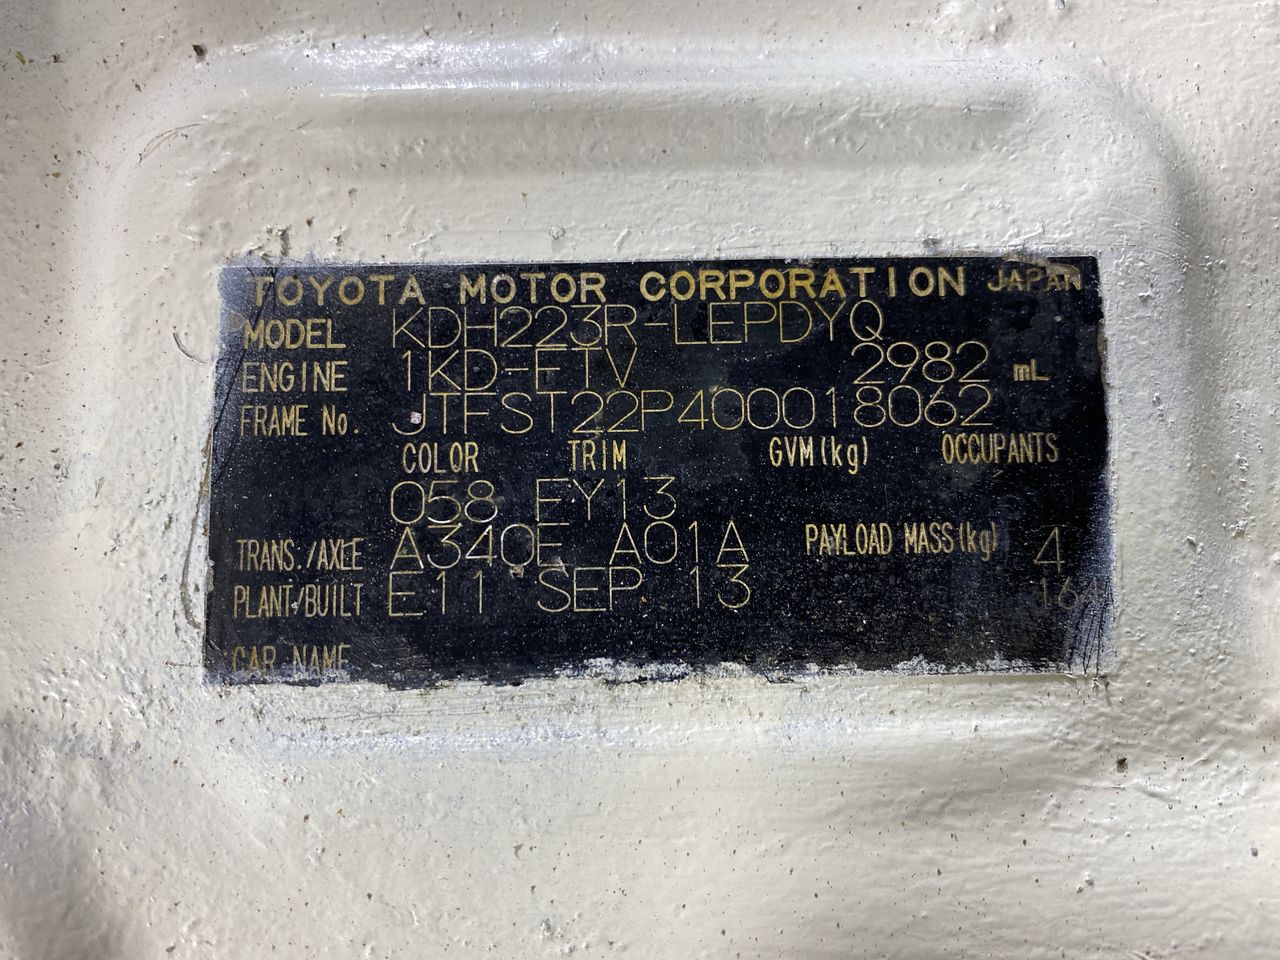 TOYOTA MOTOR CORPORATION JAPAN
MODEL KDH223R-LEPDYQ
ENGINE 1KD-FTV 2982 mL
FRAME No. JTFST22P400018062
COLOR TRIM GVM(kg) OCCUPANTS
058 FY13
TRANS./AXLE A340E A01A PAYLOAD MASS(kg) 4
PLANT/BUILT E11 SEP. 13
CAR NAME